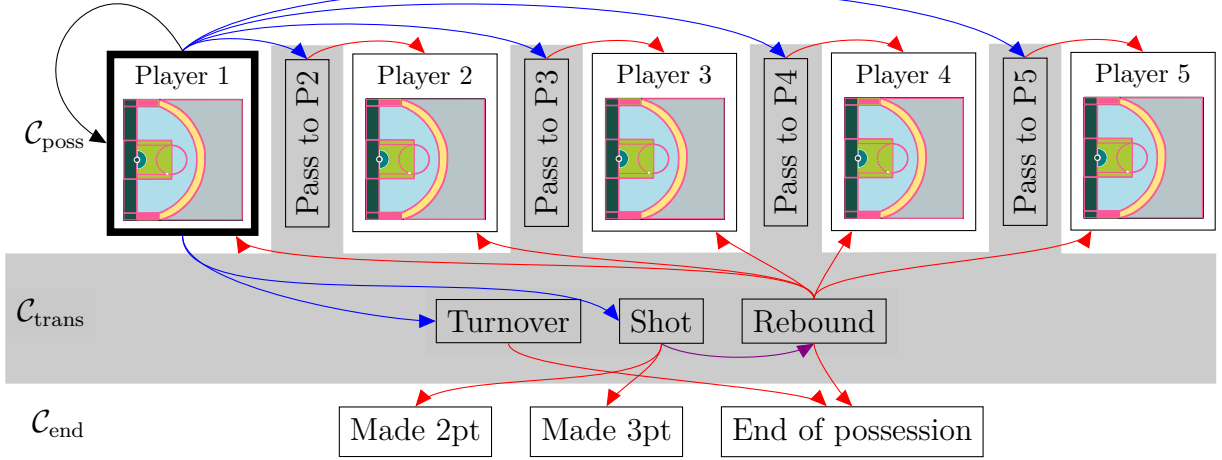 Player 1
Pass to P2
Player 2
Pass to P3
Player 3
Pass to P4
Player 4
Pass to P5
Player 5
𝒞poss
𝒞trans
Turnover
Shot
Rebound
𝒞end
Made 2pt
Made 3pt
End of possession